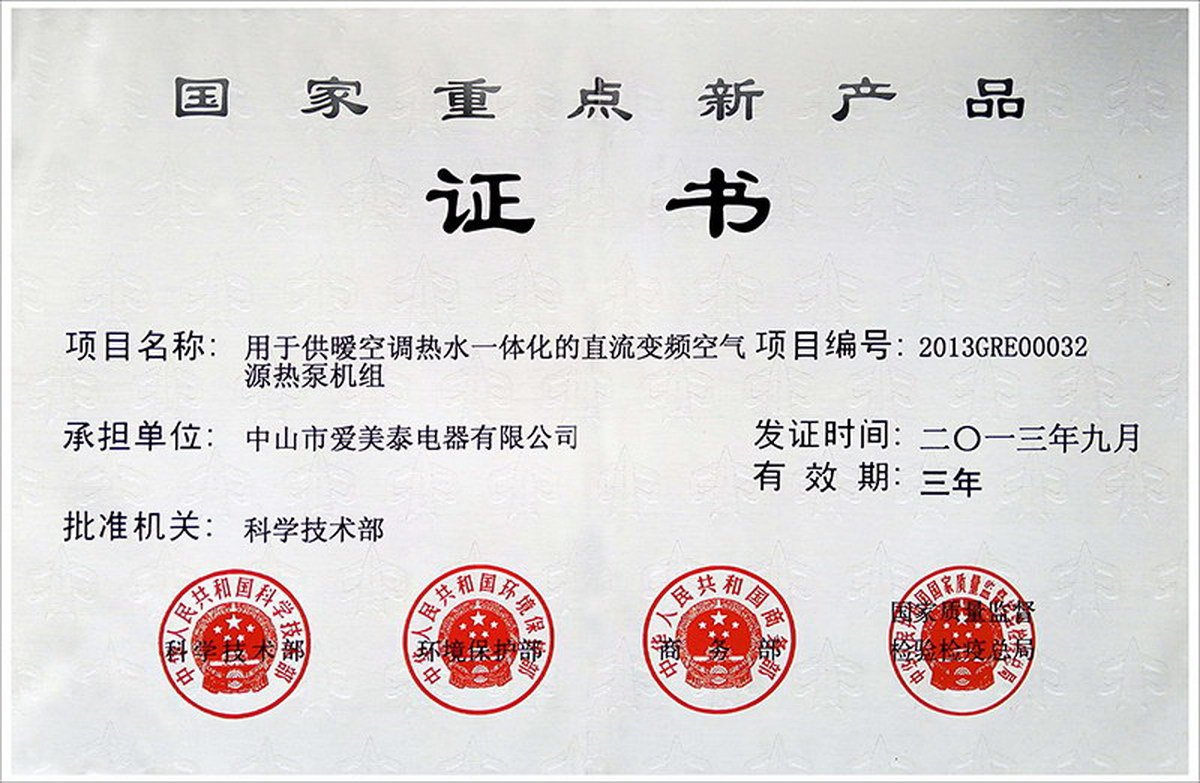 国家重点新产品
证书
项目名称：用于供暖空调热水一体化的直流变频空气源热泵机组
项目编号：2013GRE00032
承担单位：中山市爱美泰电器有限公司
发证时间：二〇一三年九月
有效期：三年
批准机关：科学技术部
中华人民共和国科学技术部
科学技术部
中华人民共和国环境保护部
环境保护部
中华人民共和国商务部
商务部
国家质量监督
检验检疫总局